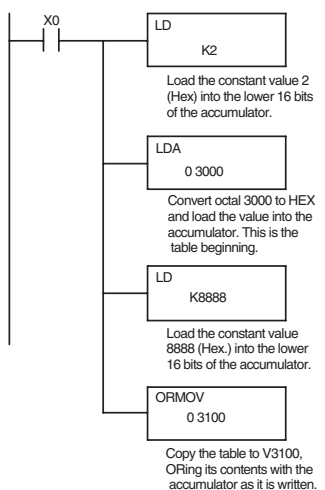 X0
LD
K2
Load the constant value 2
(Hex) into the lower 16 bits
of the accumulator.
LDA
0 3000
Convert octal 3000 to HEX
and load the value into the
accumulator. This is the
table beginning.
LD
K8888
Load the constant value
8888 (Hex.) into the lower
16 bits of the accumulator.
ORMOV
0 3100
Copy the table to V3100,
ORing its contents with the
accumulator as it is written.